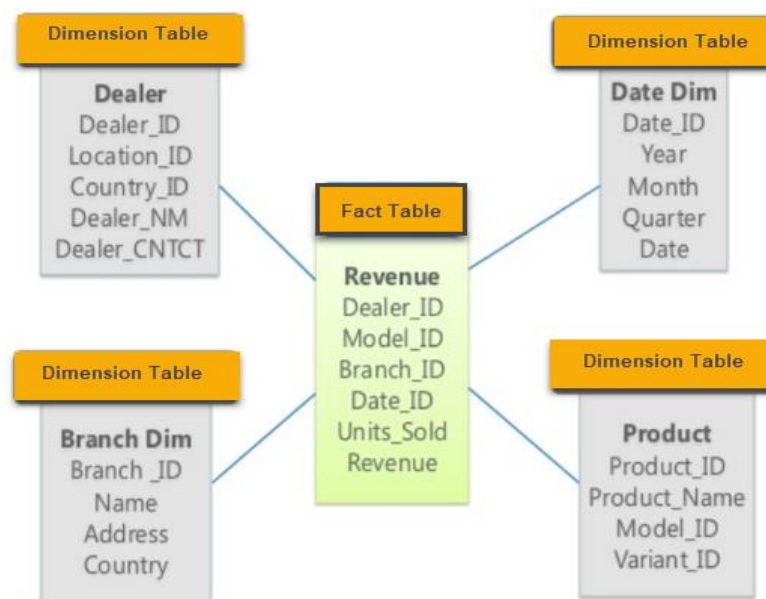 Dimension Table
Dealer
Dealer_ID
Location_ID
Country_ID
Dealer_NM
Dealer_CNTCT
Dimension Table
Date Dim
Date_ID
Year
Month
Quarter
Date
Fact Table
Revenue
Dealer_ID
Model_ID
Branch_ID
Date_ID
Units_Sold
Revenue
Dimension Table
Branch Dim
Branch _ID
Name
Address
Country
Dimension Table
Product
Product_ID
Product_Name
Model_ID
Variant_ID